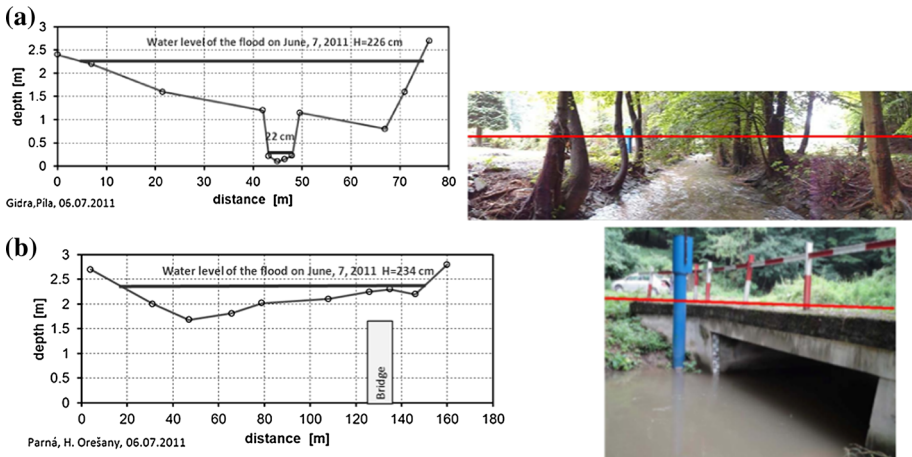 (a)
Water level of the flood on June, 7, 2011 H=226 cm
depth [m]
3
2.5
2
1.5
1
0.5
0
22 cm
0 10 20 30 40 50 60 70 80
distance [m]
Gidra,Pila, 06.07.2011
(b)
Water level of the flood on June, 7, 2011 H=234 cm
depth [m]
3
2.5
2
1.5
1
0.5
0
Bridge
0 20 40 60 80 100 120 140 160 180
distance [m]
Parná, H. Orešany, 06.07.2011